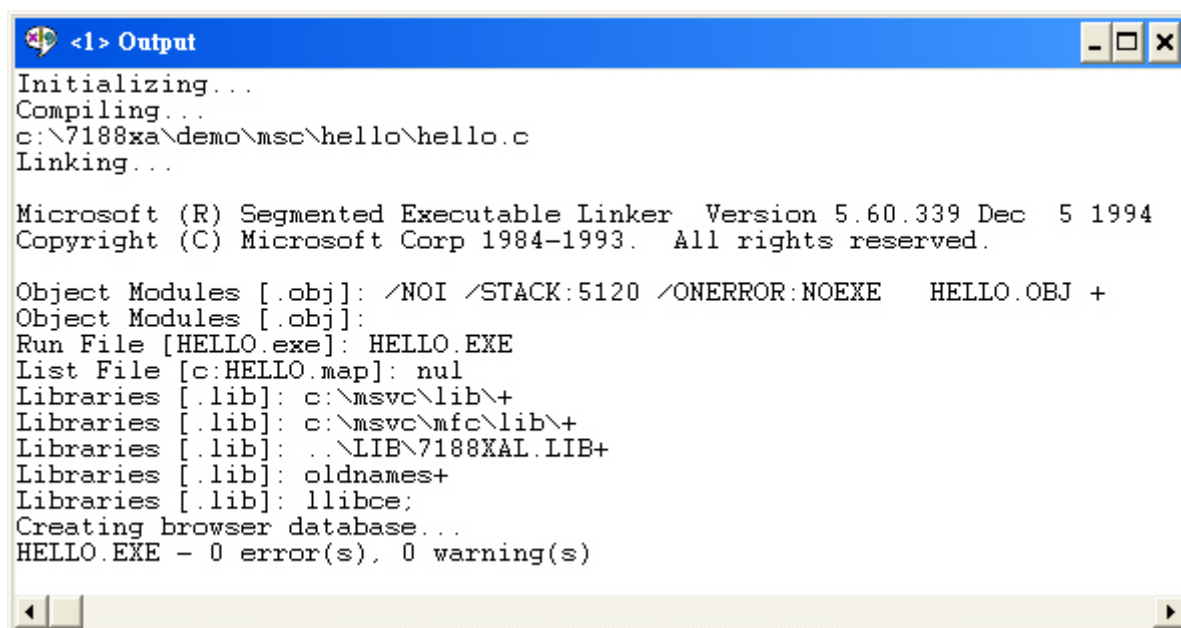 <1> Output
Initializing...
Compiling...
c:\7188xa\demo\msc\hello\hello.c
Linking...
Microsoft (R) Segmented Executable Linker  Version 5.60.339 Dec  5 1994
Copyright (C) Microsoft Corp 1984-1993.  All rights reserved.
Object Modules [.obj]: /NOI /STACK:5120 /ONERROR:NOEXE   HELLO.OBJ +
Object Modules [.obj]:
Run File [HELLO.exe]: HELLO.EXE
List File [c:HELLO.map]: nul
Libraries [.lib]: c:\msvc\lib\+
Libraries [.lib]: c:\msvc\mfc\lib\+
Libraries [.lib]: ..\LIB\7188XAL.LIB+
Libraries [.lib]: oldnames+
Libraries [.lib]: llibce;
Creating browser database...
HELLO.EXE - 0 error(s), 0 warning(s)